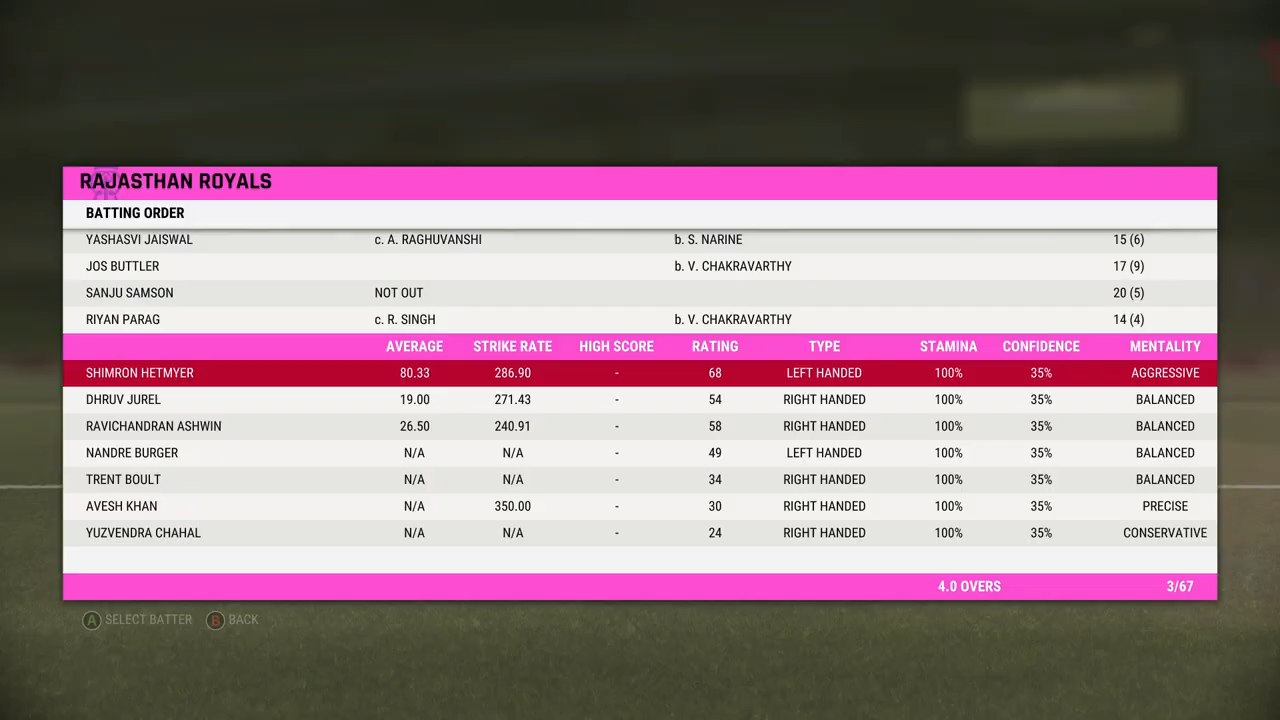 RAJASTHAN ROYALS
BATTING ORDER
YASHASVI JAISWAL c. A. RAGHUVANSHI b. S. NARINE 15 (6)
JOS BUTTLER b. V. CHAKRAVARTHY 17 (9)
SANJU SAMSON NOT OUT 20 (5)
RIYAN PARAG c. R. SINGH b. V. CHAKRAVARTHY 14 (4)
AVERAGE STRIKE RATE HIGH SCORE RATING TYPE STAMINA CONFIDENCE MENTALITY
SHIMRON HETMYER 80.33 286.90 - 68 LEFT HANDED 100% 35% AGGRESSIVE
DHRUV JUREL 19.00 271.43 - 54 RIGHT HANDED 100% 35% BALANCED
RAVICHANDRAN ASHWIN 26.50 240.91 - 58 RIGHT HANDED 100% 35% BALANCED
NANDRE BURGER N/A N/A - 49 LEFT HANDED 100% 35% BALANCED
TRENT BOULT N/A N/A - 34 RIGHT HANDED 100% 35% BALANCED
AVESH KHAN N/A 350.00 - 30 RIGHT HANDED 100% 35% PRECISE
YUZVENDRA CHAHAL N/A N/A - 24 RIGHT HANDED 100% 35% CONSERVATIVE
4.0 OVERS 3/67
A SELECT BATTER B BACK